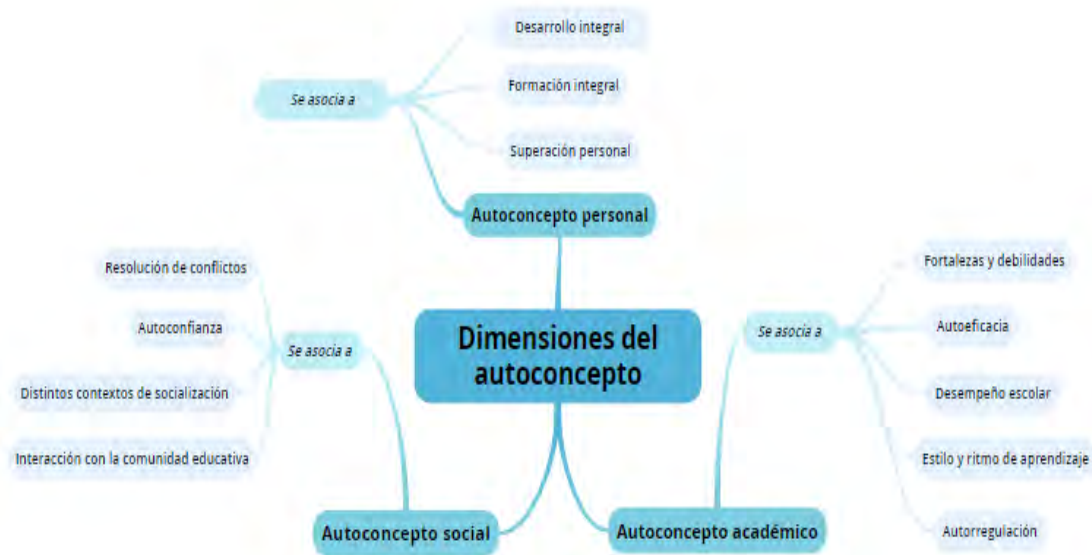 Desarrollo integral
Formación integral
Superación personal
Se asocia a
Autoconcepto personal
Dimensiones del
autoconcepto
Resolución de conflictos
Autoconfianza
Distintos contextos de socialización
Interacción con la comunidad educativa
Se asocia a
Autoconcepto social
Se asocia a
Fortalezas y debilidades
Autoeficacia
Desempeño escolar
Estilo y ritmo de aprendizaje
Autorregulación
Autoconcepto académico